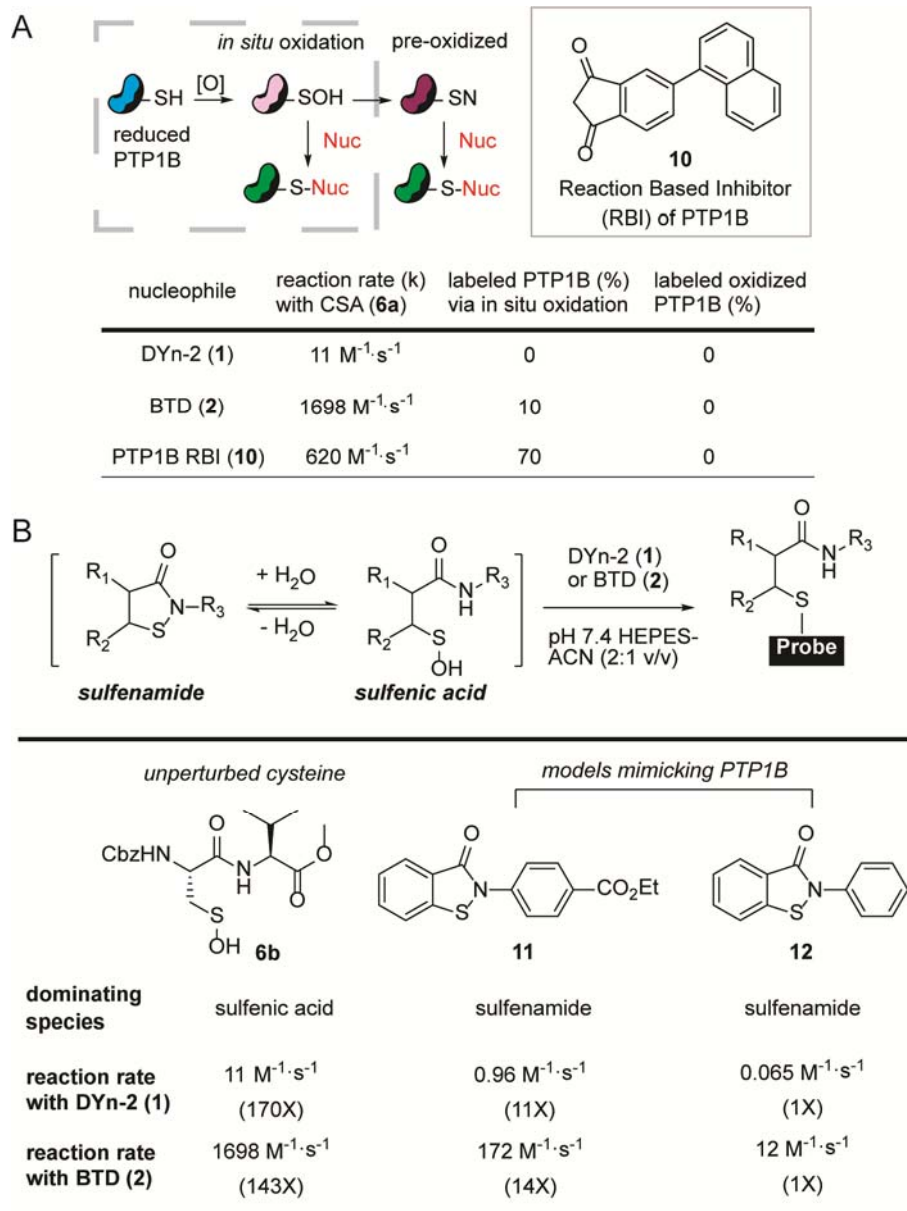 A
in situ oxidation
pre-oxidized
SH
[O]
SOH
SN
reduced
PTP1B
Nuc
Nuc
S-Nuc
S-Nuc
O
O
10
Reaction Based Inhibitor
(RBI) of PTP1B
nucleophile
reaction rate (k)
with CSA (6a)
labeled PTP1B (%)
via in situ oxidation
labeled oxidized
PTP1B (%)
DYn-2 (1) 11 M⁻¹·s⁻¹ 0 0
BTD (2) 1698 M⁻¹·s⁻¹ 10 0
PTP1B RBI (10) 620 M⁻¹·s⁻¹ 70 0
B
O
R₁
N-R₃
R₂
S
sulfenamide
+ H₂O
- H₂O
O
R₁
N
H
R₃
R₂
S
OH
sulfenic acid
DYn-2 (1)
or BTD (2)
pH 7.4 HEPES-
ACN (2:1 v/v)
O
R₁
N
H
R₃
R₂
S
Probe
unperturbed cysteine
models mimicking PTP1B
CbzHN
O
N
H
O
O
S
OH
6b
O
N
S
CO₂Et
11
O
N
S
12
dominating
species
sulfenic acid sulfenamide sulfenamide
reaction rate
with DYn-2 (1)
11 M⁻¹·s⁻¹ 0.96 M⁻¹·s⁻¹ 0.065 M⁻¹·s⁻¹
(170X) (11X) (1X)
reaction rate
with BTD (2)
1698 M⁻¹·s⁻¹ 172 M⁻¹·s⁻¹ 12 M⁻¹·s⁻¹
(143X) (14X) (1X)